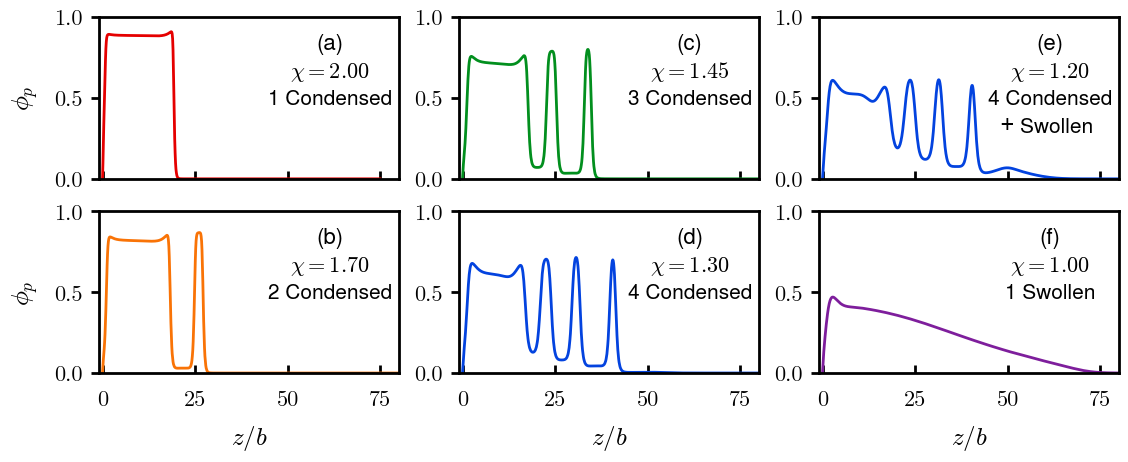 1.0
0.5
0.0
ϕp
(a)
χ = 2.00
1 Condensed
(c)
χ = 1.45
3 Condensed
1.0
0.5
0.0
(e)
χ = 1.20
4 Condensed
+ Swollen
1.0
0.5
0.0
1.0
0.5
0.0
ϕp
(b)
χ = 1.70
2 Condensed
0
25
50
75
z/b
1.0
0.5
0.0
(d)
χ = 1.30
4 Condensed
0
25
50
75
z/b
1.0
0.5
0.0
(f)
χ = 1.00
1 Swollen
0
25
50
75
z/b